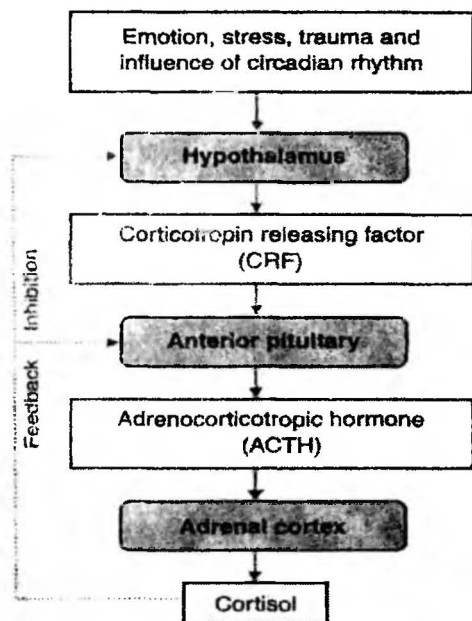 Emotion, stress, trauma and
influence of circadian rhythm
Hypothalamus
Corticotropin releasing factor
(CRF)
Anterior pituitary
Adrenocorticotropic hormone
(ACTH)
Adrenal cortex
Cortisol
Feedback Inhibition